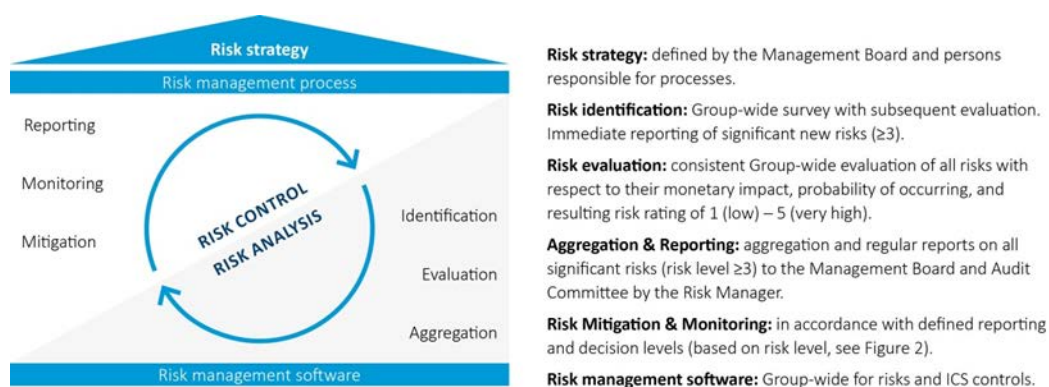 Risk strategy
Risk management process
Reporting
Monitoring
Mitigation
RISK CONTROL
RISK ANALYSIS
Identification
Evaluation
Aggregation
Risk management software
Risk strategy: defined by the Management Board and persons
responsible for processes.
Risk identification: Group-wide survey with subsequent evaluation.
Immediate reporting of significant new risks (≥3).
Risk evaluation: consistent Group-wide evaluation of all risks with
respect to their monetary impact, probability of occurring, and
resulting risk rating of 1 (low) – 5 (very high).
Aggregation & Reporting: aggregation and regular reports on all
significant risks (risk level ≥3) to the Management Board and Audit
Committee by the Risk Manager.
Risk Mitigation & Monitoring: in accordance with defined reporting
and decision levels (based on risk level, see Figure 2).
Risk management software: Group-wide for risks and ICS controls.